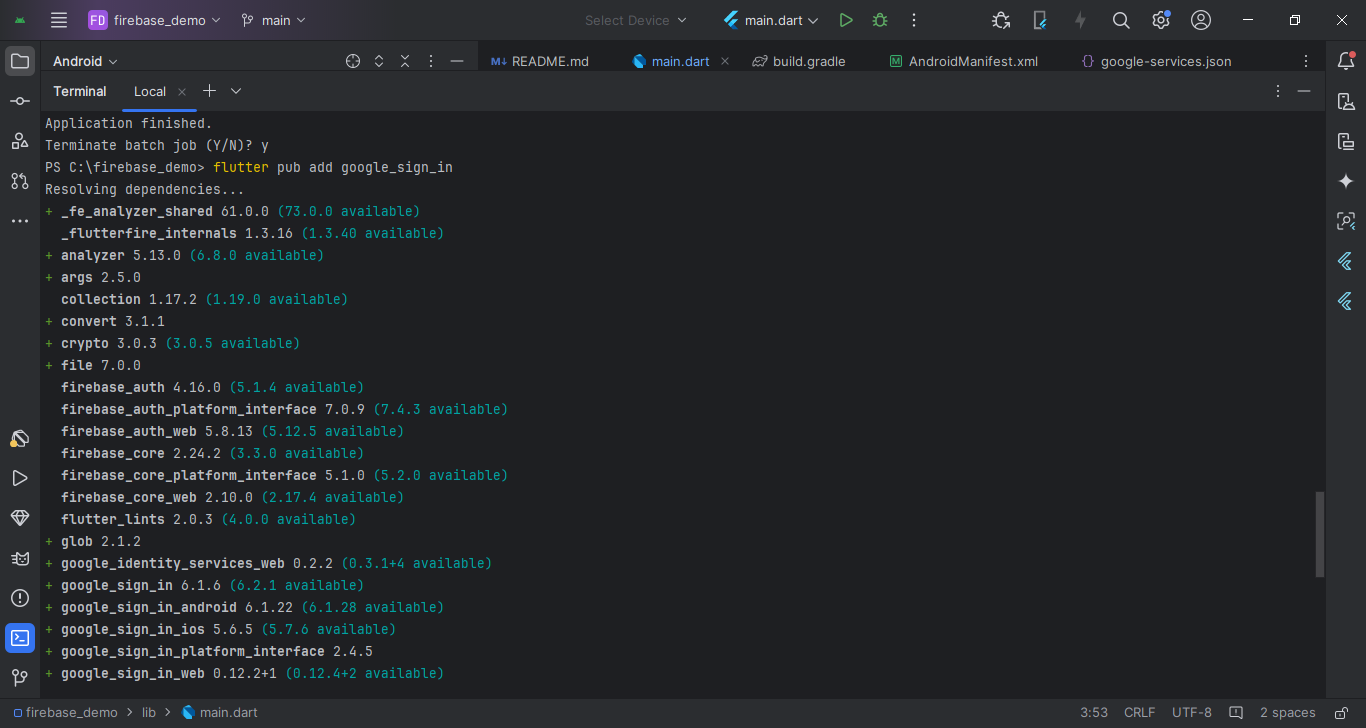 FD firebase_demo main Select Device main.dart
Android README.md main.dart build.gradle AndroidManifest.xml google-services.json
Terminal Local
Application finished.
Terminate batch job (Y/N)? y
PS C:\firebase_demo> flutter pub add google_sign_in
Resolving dependencies...
+ _fe_analyzer_shared 61.0.0 (73.0.0 available)
_flutterfire_internals 1.3.16 (1.3.40 available)
+ analyzer 5.13.0 (6.8.0 available)
+ args 2.5.0
collection 1.17.2 (1.19.0 available)
+ convert 3.1.1
+ crypto 3.0.3 (3.0.5 available)
+ file 7.0.0
firebase_auth 4.16.0 (5.1.4 available)
firebase_auth_platform_interface 7.0.9 (7.4.3 available)
firebase_auth_web 5.8.13 (5.12.5 available)
firebase_core 2.24.2 (3.3.0 available)
firebase_core_platform_interface 5.1.0 (5.2.0 available)
firebase_core_web 2.10.0 (2.17.4 available)
flutter_lints 2.0.3 (4.0.0 available)
+ glob 2.1.2
+ google_identity_services_web 0.2.2 (0.3.1+4 available)
+ google_sign_in 6.1.6 (6.2.1 available)
+ google_sign_in_android 6.1.22 (6.1.28 available)
+ google_sign_in_ios 5.6.5 (5.7.6 available)
+ google_sign_in_platform_interface 2.4.5
+ google_sign_in_web 0.12.2+1 (0.12.4+2 available)
firebase_demo > lib > main.dart 3:53 CRLF UTF-8 2 spaces